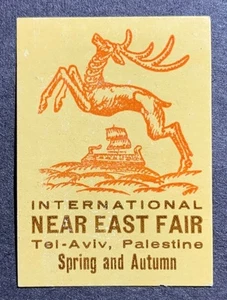 INTERNATIONAL
NEAR EAST FAIR
Tel-Aviv, Palestine
Spring and Autumn